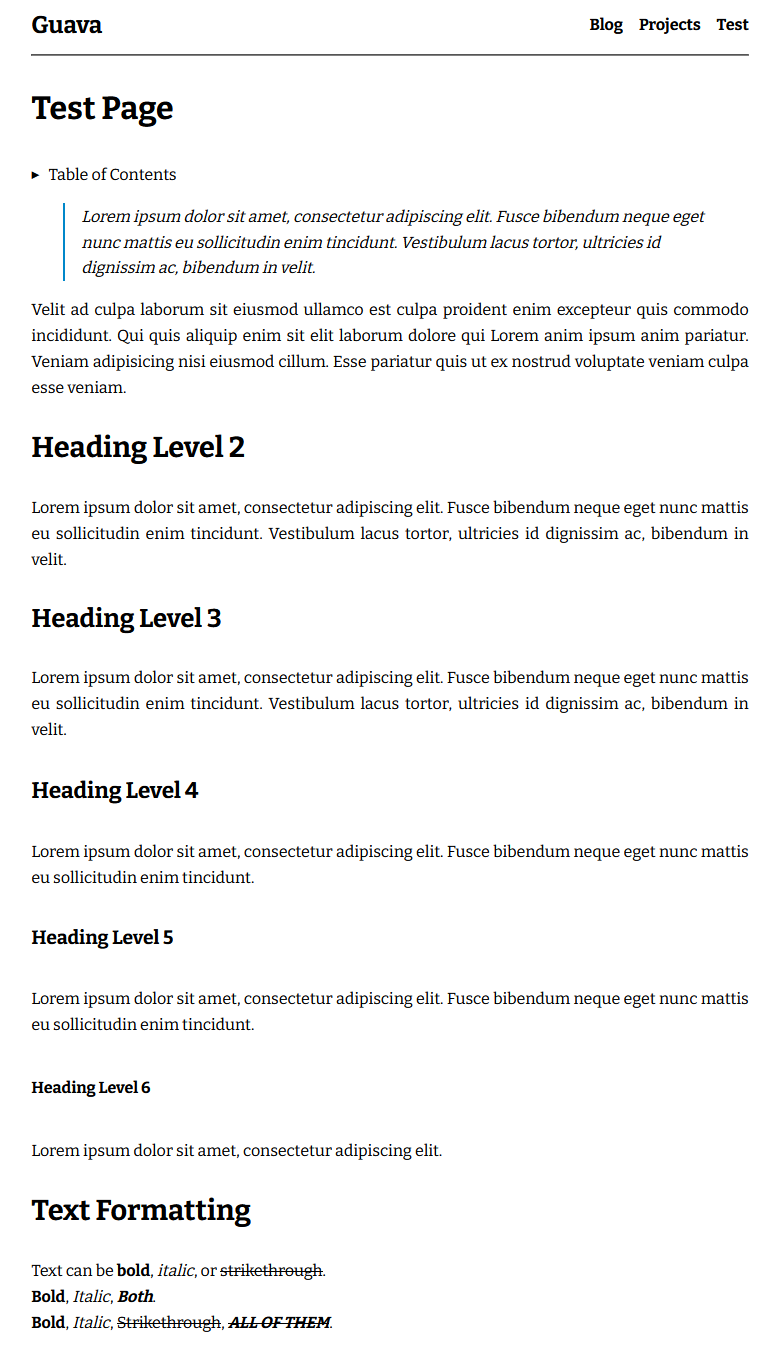 Guava
Blog Projects Test
Test Page
Table of Contents
Lorem ipsum dolor sit amet, consectetur adipiscing elit. Fusce bibendum neque eget
nunc mattis eu sollicitudin enim tincidunt. Vestibulum lacus tortor, ultricies id
dignissim ac, bibendum in velit.
Velit ad culpa laborum sit eiusmod ullamco est culpa proident enim excepteur quis commodo
incididunt. Qui quis aliquip enim sit elit laborum dolore qui Lorem anim ipsum anim pariatur.
Veniam adipisicing nisi eiusmod cillum. Esse pariatur quis ut ex nostrud voluptate veniam culpa
esse veniam.
Heading Level 2
Lorem ipsum dolor sit amet, consectetur adipiscing elit. Fusce bibendum neque eget nunc mattis
eu sollicitudin enim tincidunt. Vestibulum lacus tortor, ultricies id dignissim ac, bibendum in
velit.
Heading Level 3
Lorem ipsum dolor sit amet, consectetur adipiscing elit. Fusce bibendum neque eget nunc mattis
eu sollicitudin enim tincidunt. Vestibulum lacus tortor, ultricies id dignissim ac, bibendum in
velit.
Heading Level 4
Lorem ipsum dolor sit amet, consectetur adipiscing elit. Fusce bibendum neque eget nunc mattis
eu sollicitudin enim tincidunt.
Heading Level 5
Lorem ipsum dolor sit amet, consectetur adipiscing elit. Fusce bibendum neque eget nunc mattis
eu sollicitudin enim tincidunt.
Heading Level 6
Lorem ipsum dolor sit amet, consectetur adipiscing elit.
Text Formatting
Text can be bold, italic, or strikethrough.
Bold, Italic, Both.
Bold, Italic, Strikethrough, ALL OF THEM.